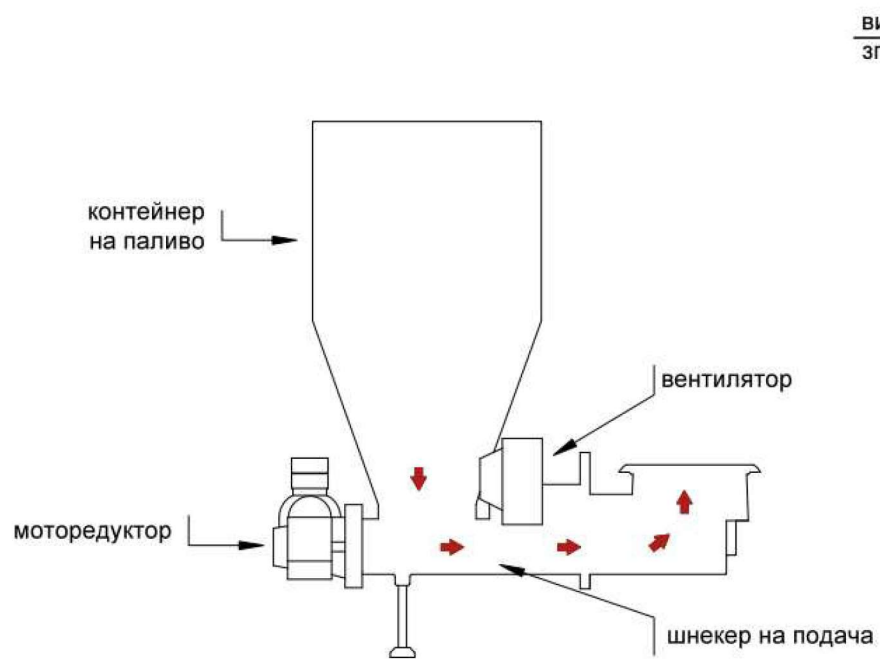 контейнер
на паливо
вентилятор
моторедуктор
шнекер на подача